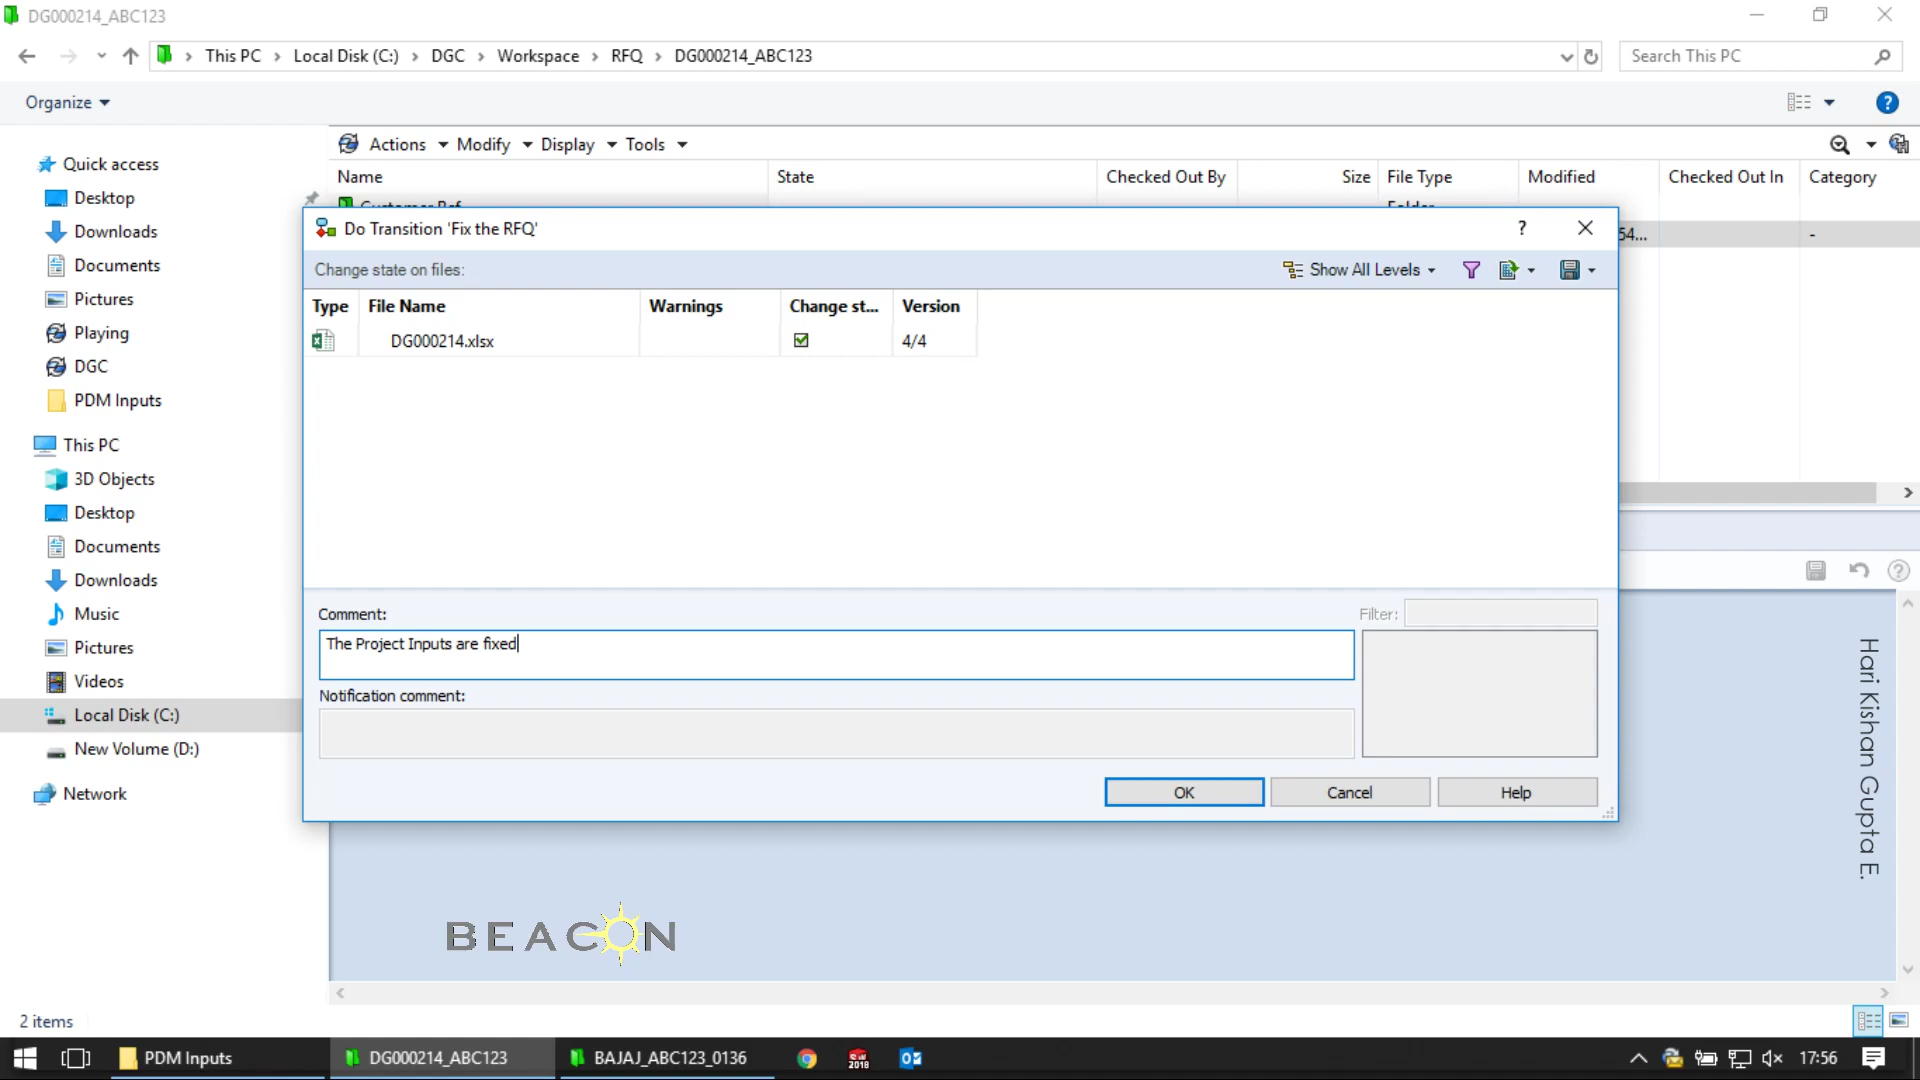 DG000214_ABC123
This PC > Local Disk (C:) > DGC > Workspace > RFQ > DG000214_ABC123
Search This PC
Organize
Quick access
Desktop
Downloads
Documents
Pictures
Playing
DGC
PDM Inputs
This PC
3D Objects
Desktop
Documents
Downloads
Music
Pictures
Videos
Local Disk (C:)
New Volume (D:)
Network
Actions Modify Display Tools
Name State Checked Out By Size File Type Modified Checked Out In Category
54... -
Do Transition 'Fix the RFQ'
Change state on files: Show All Levels
Type File Name Warnings Change st... Version
DG000214.xlsx 4/4
Comment: Filter:
The Project Inputs are fixed
Notification comment:
OK Cancel Help
Hari Kishan Gupta E.
BEACON
2 items
PDM Inputs DG000214_ABC123 BAJAJ_ABC123_0136 SW 2018 17:56